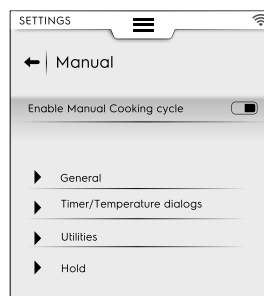 SETTINGS
Manual
Enable Manual Cooking cycle
General
Timer/Temperature dialogs
Utilities
Hold